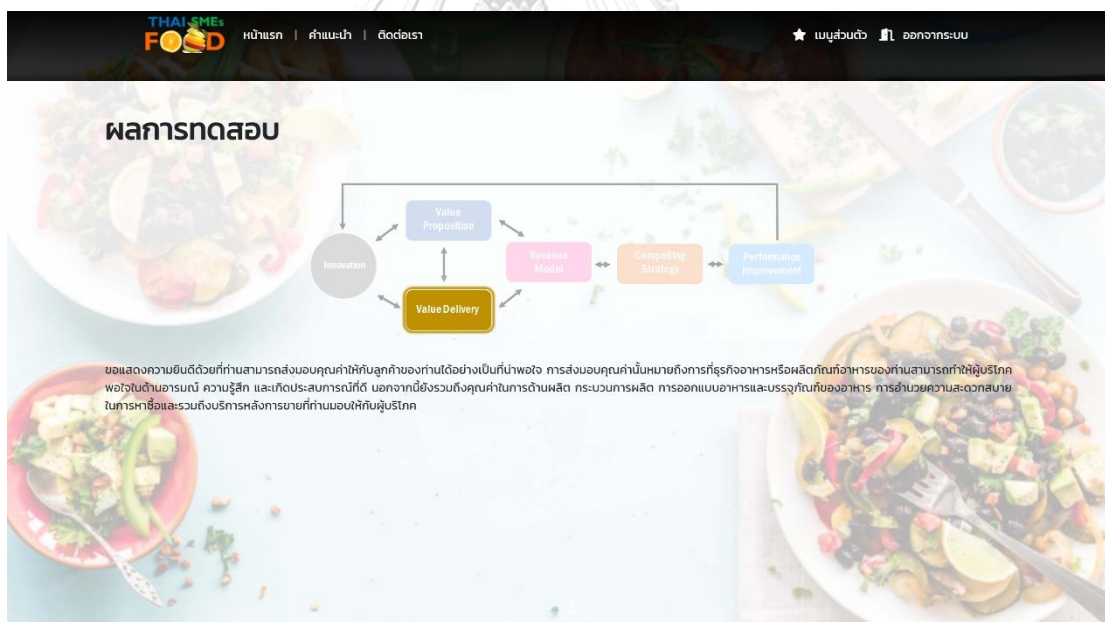 THAI SMEs
FOOD
หน้าแรก | คำแนะนำ | ติดต่อเรา
เมนูส่วนตัว ออกจากระบบ
ผลการทดสอบ
Value
Proposition
Innovation
Revenue
Model
Compelling
Strategy
Performance
Improvement
Value Delivery
ขอแสดงความยินดีด้วยที่ท่านสามารถส่งมอบคุณค่าให้กับลูกค้าของท่านได้อย่างเป็นที่น่าพอใจ การส่งมอบคุณค่านั้นหมายถึงการที่ธุรกิจอาหารหรือผลิตภัณฑ์อาหารของท่านสามารถทำให้ผู้บริโภค
พอใจในด้านอารมณ์ ความรู้สึก และเกิดประสบการณ์ที่ดี นอกจากนี้ยังรวมถึงคุณค่าในการด้านผลิต กระบวนการผลิต การออกแบบอาหารและบรรจุภัณฑ์ของอาหาร การอำนวยความสะดวกสบาย
ในการหาซื้อและรวมถึงบริการหลังการขายที่ท่านมอบให้กับผู้บริโภค